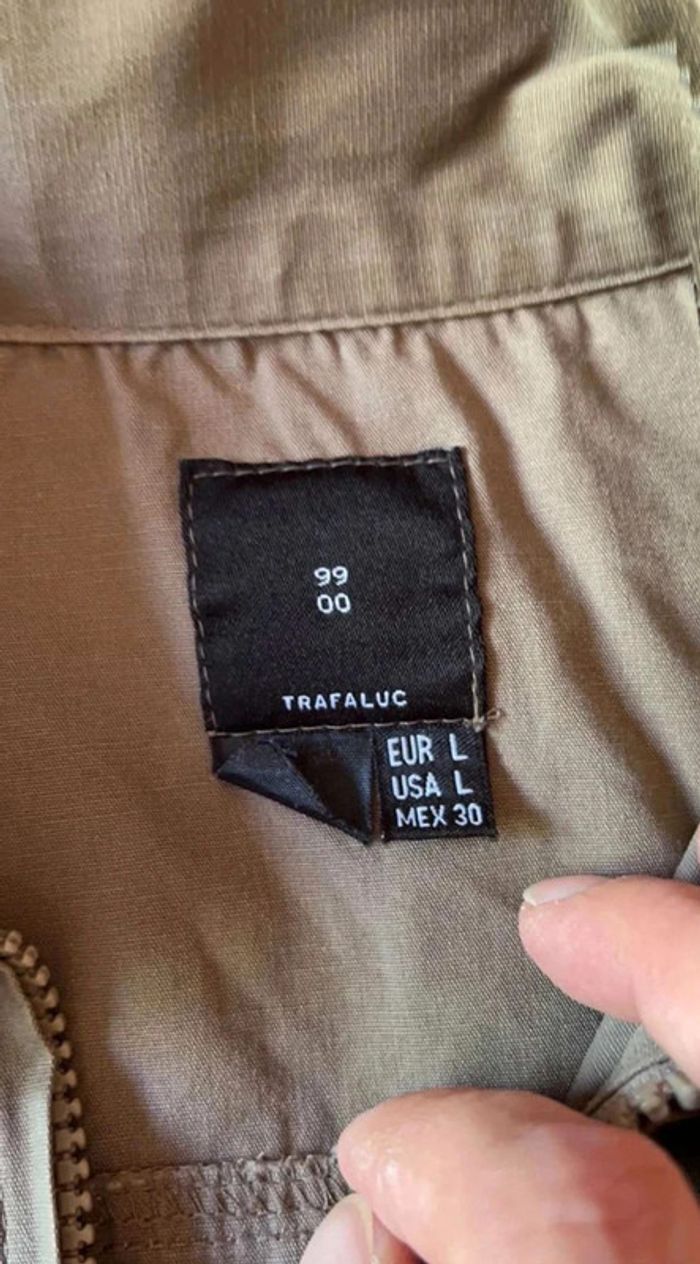 99
00
TRAFALUC
EUR L
USA L
MEX 30